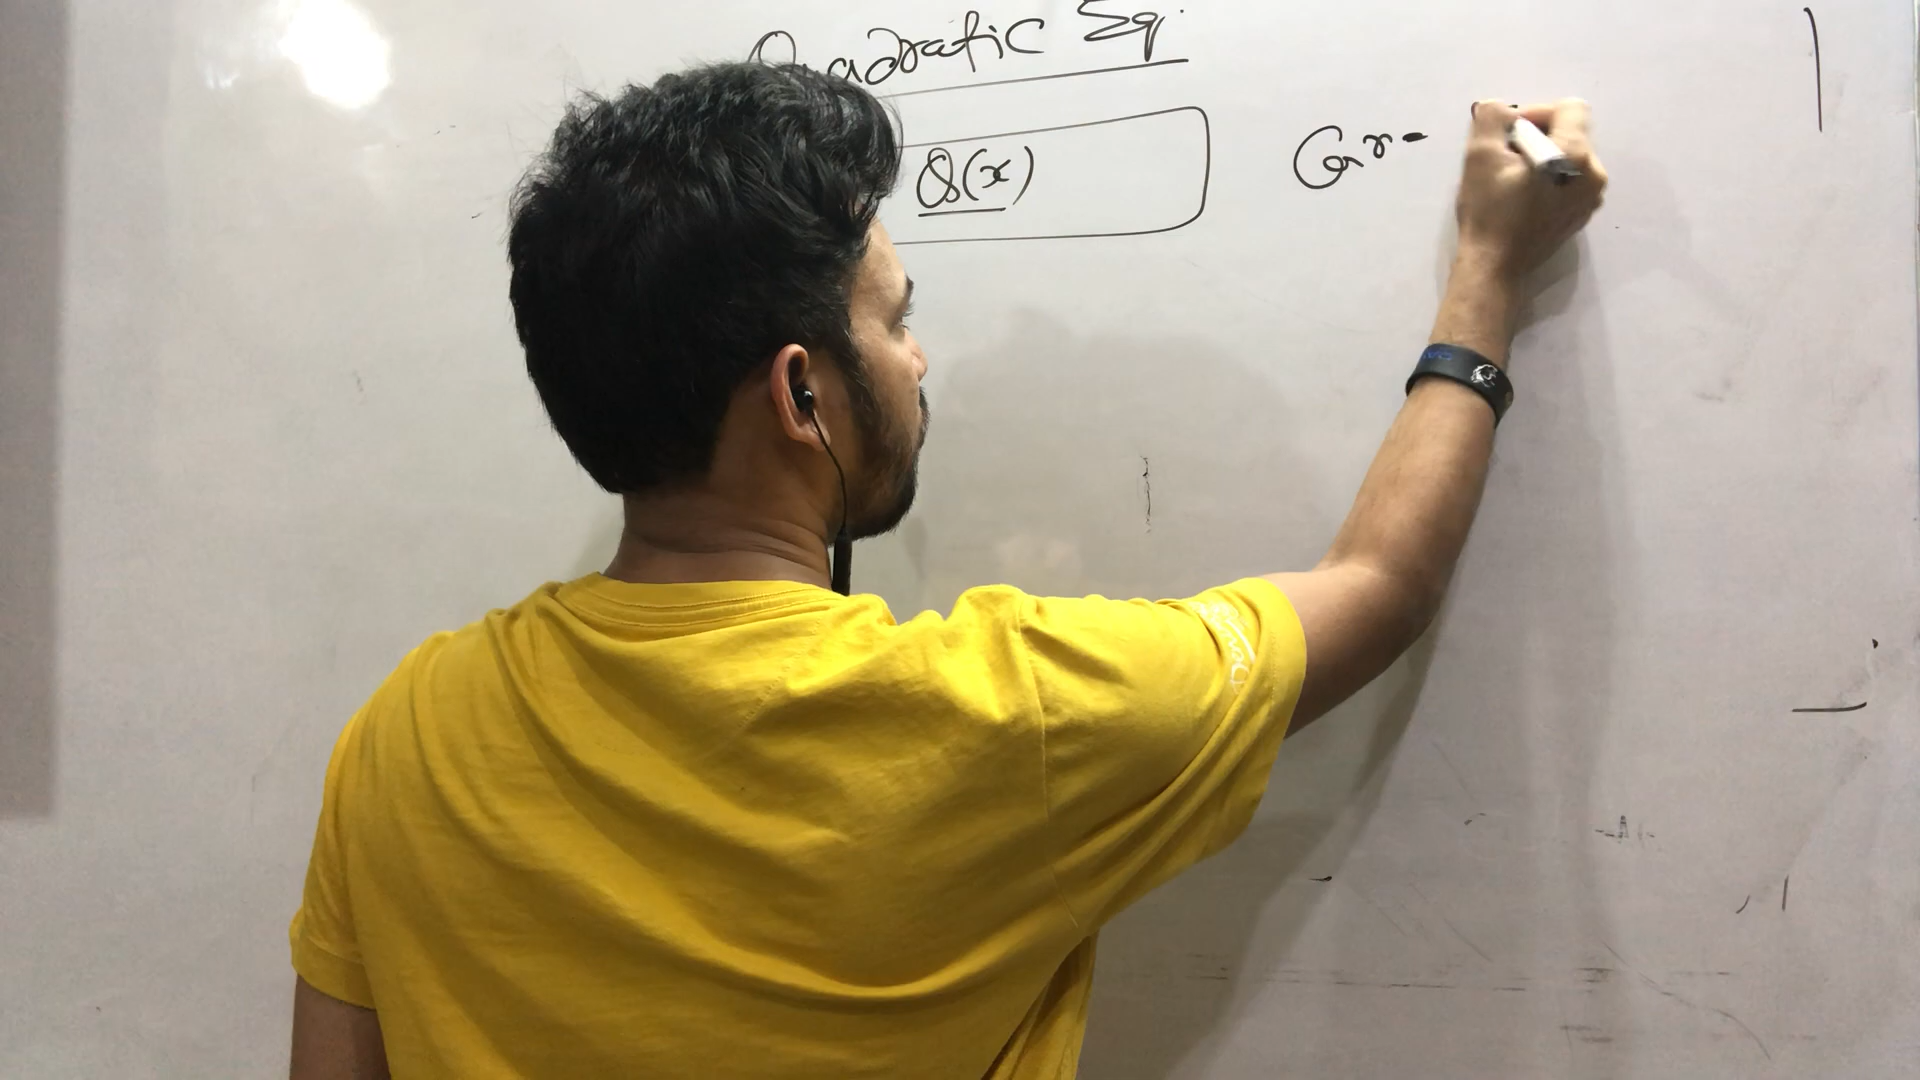 Quadratic Eq.
Q(x)
Gr-